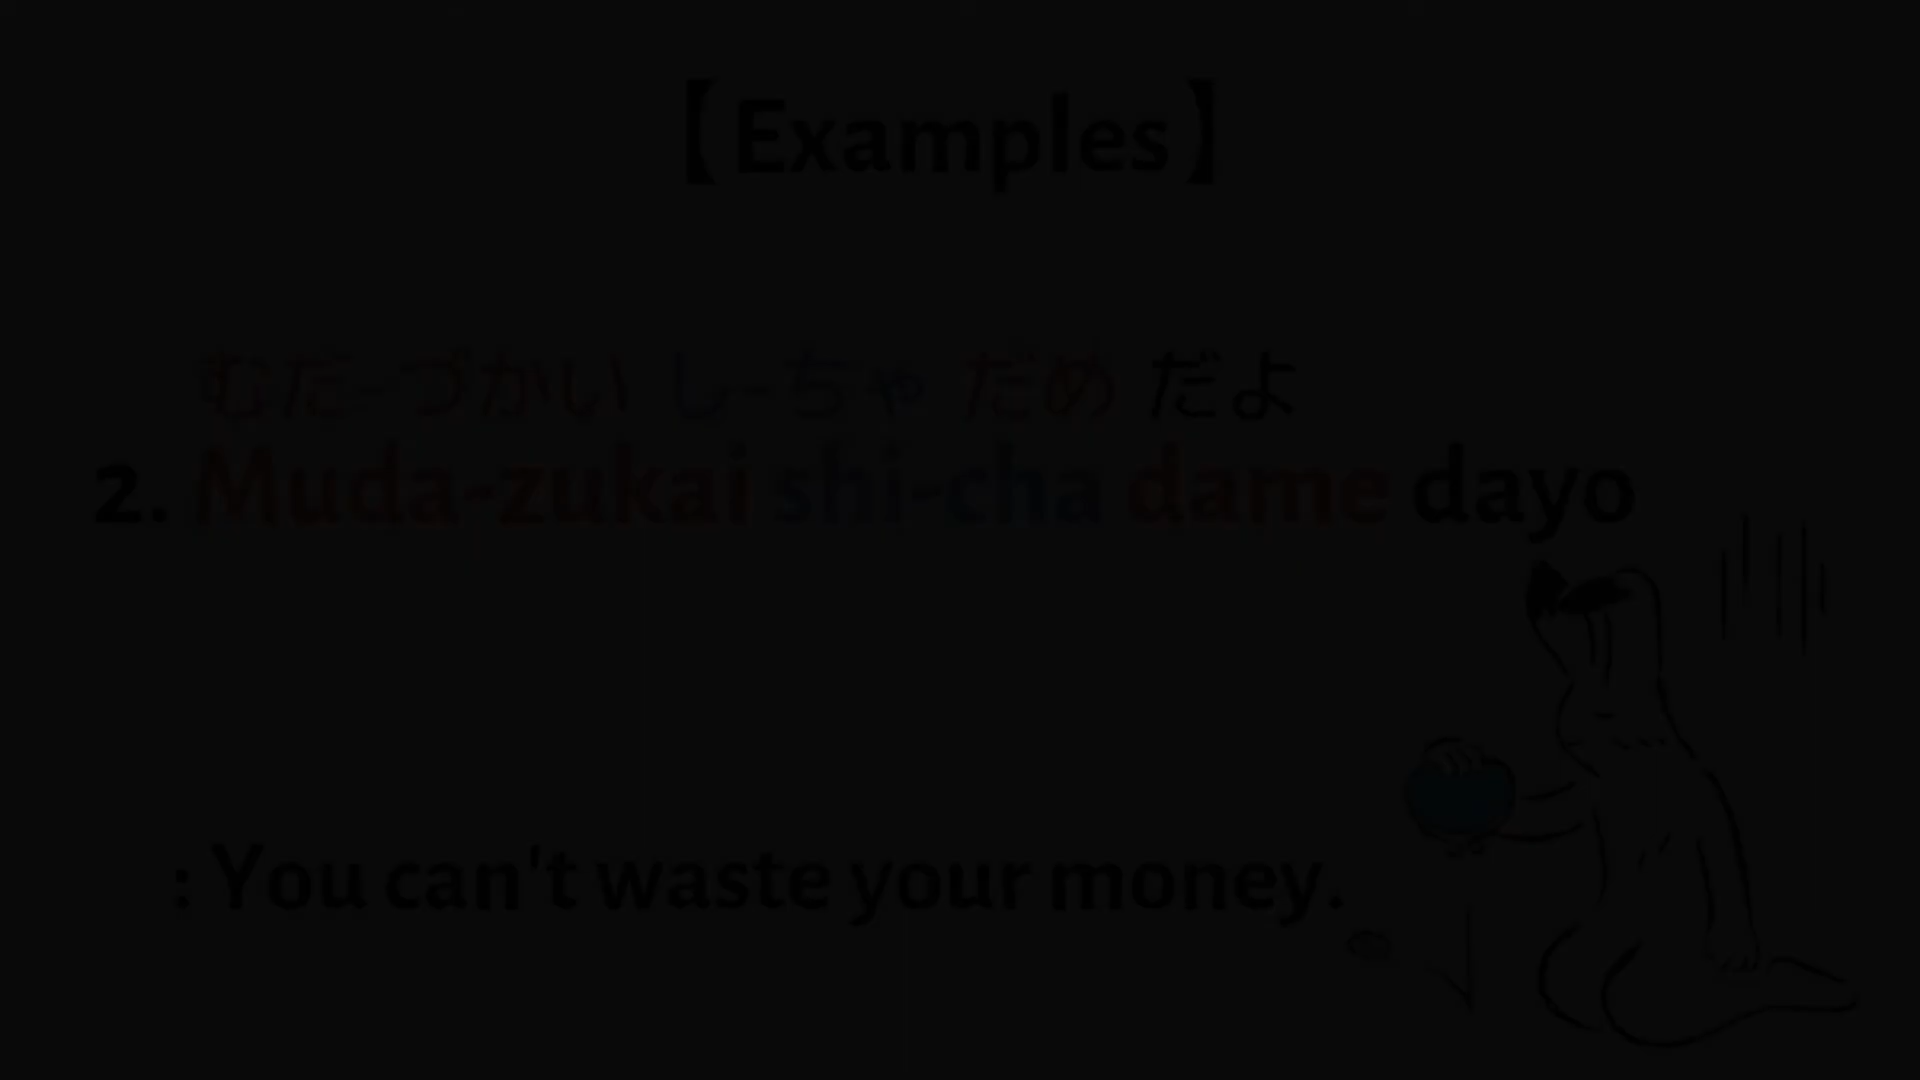 【Examples】
むだ-づかい し-ちゃ だめ だよ
2. Muda-zukai shi-cha dame dayo
: You can't waste your money.